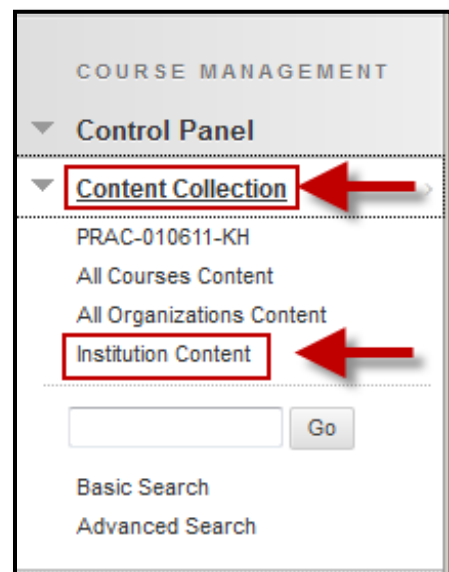 COURSE MANAGEMENT
Control Panel
Content Collection
PRAC-010611-KH
All Courses Content
All Organizations Content
Institution Content
Go
Basic Search
Advanced Search